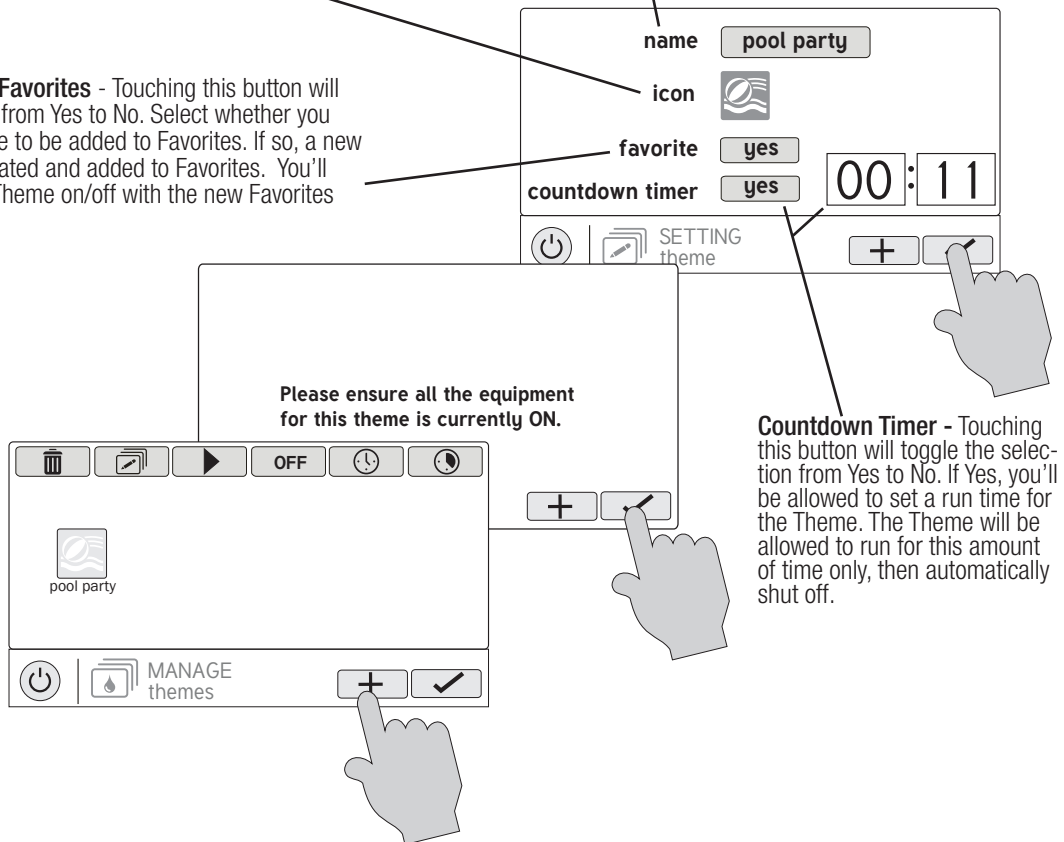 name pool party
icon
favorite yes
countdown timer yes 00:11
SETTING
theme
Favorites - Touching this button will
from Yes to No. Select whether you
to be added to Favorites. If so, a new
ated and added to Favorites. You'll
Theme on/off with the new Favorites
Please ensure all the equipment
for this theme is currently ON.
OFF
pool party
MANAGE
themes
Countdown Timer - Touching
this button will toggle the selec-
tion from Yes to No. If Yes, you'll
be allowed to set a run time for
the Theme. The Theme will be
allowed to run for this amount
of time only, then automatically
shut off.